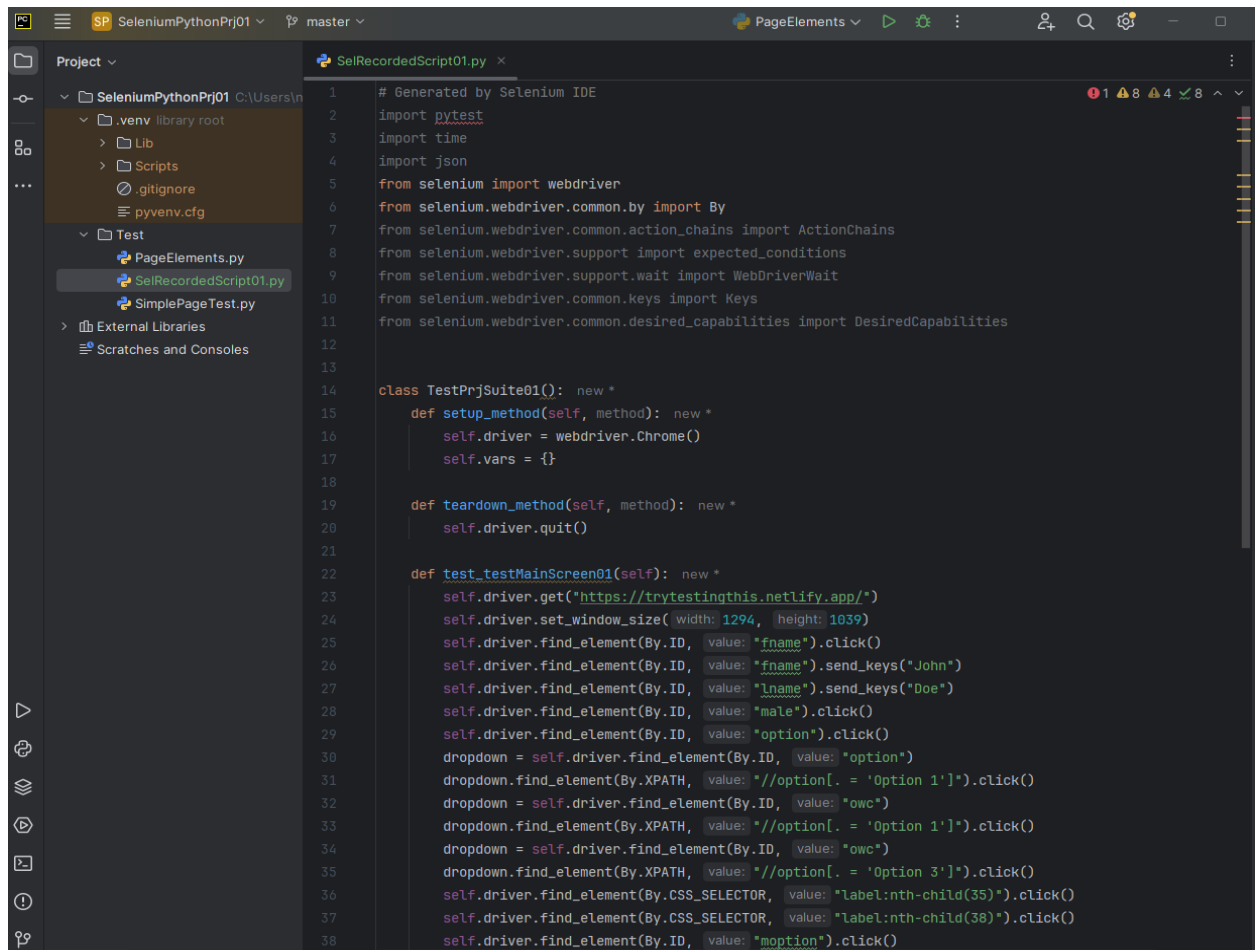 PC
SP SeleniumPythonPrj01
master
PageElements
Project
SeleniumPythonPrj01 C:\Users\n
.venv library root
Lib
Scripts
.gitignore
pyvenv.cfg
Test
PageElements.py
SelRecordedScript01.py
SimplePageTest.py
External Libraries
Scratches and Consoles
SelRecordedScript01.py
1 8 4 8
1 # Generated by Selenium IDE
2 import pytest
3 import time
4 import json
5 from selenium import webdriver
6 from selenium.webdriver.common.by import By
7 from selenium.webdriver.common.action_chains import ActionChains
8 from selenium.webdriver.support import expected_conditions
9 from selenium.webdriver.support.wait import WebDriverWait
10 from selenium.webdriver.common.keys import Keys
11 from selenium.webdriver.common.desired_capabilities import DesiredCapabilities
12
13
14 class TestPrjSuite01(): new *
15 def setup_method(self, method): new *
16 self.driver = webdriver.Chrome()
17 self.vars = {}
18
19 def teardown_method(self, method): new *
20 self.driver.quit()
21
22 def test_testMainScreen01(self): new *
23 self.driver.get("https://trytestingthis.netlify.app/")
24 self.driver.set_window_size( width: 1294, height: 1039)
25 self.driver.find_element(By.ID, value: "fname").click()
26 self.driver.find_element(By.ID, value: "fname").send_keys("John")
27 self.driver.find_element(By.ID, value: "lname").send_keys("Doe")
28 self.driver.find_element(By.ID, value: "male").click()
29 self.driver.find_element(By.ID, value: "option").click()
30 dropdown = self.driver.find_element(By.ID, value: "option")
31 dropdown.find_element(By.XPATH, value: "//option[. = 'Option 1']").click()
32 dropdown = self.driver.find_element(By.ID, value: "owc")
33 dropdown.find_element(By.XPATH, value: "//option[. = 'Option 1']").click()
34 dropdown = self.driver.find_element(By.ID, value: "owc")
35 dropdown.find_element(By.XPATH, value: "//option[. = 'Option 3']").click()
36 self.driver.find_element(By.CSS_SELECTOR, value: "label:nth-child(35)").click()
37 self.driver.find_element(By.CSS_SELECTOR, value: "label:nth-child(38)").click()
38 self.driver.find_element(By.ID, value: "moption").click()